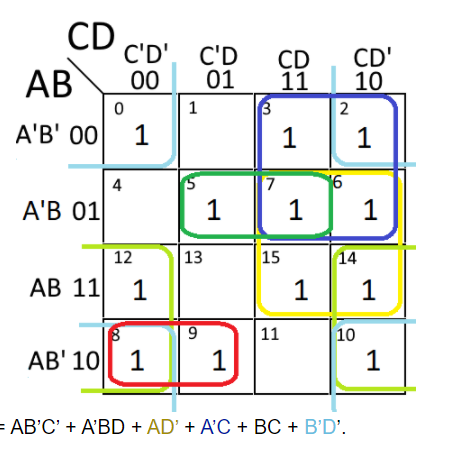 CD
C'D' C'D CD CD'
AB 00 01 11 10
A'B' 00 0 1 1 3 1 2 1
A'B 01 4 5 1 7 1 6 1
AB 11 12 1 13 15 1 14 1
AB' 10 8 1 9 1 11 10 1
= AB'C' + A'BD + AD' + A'C + BC + B'D'.